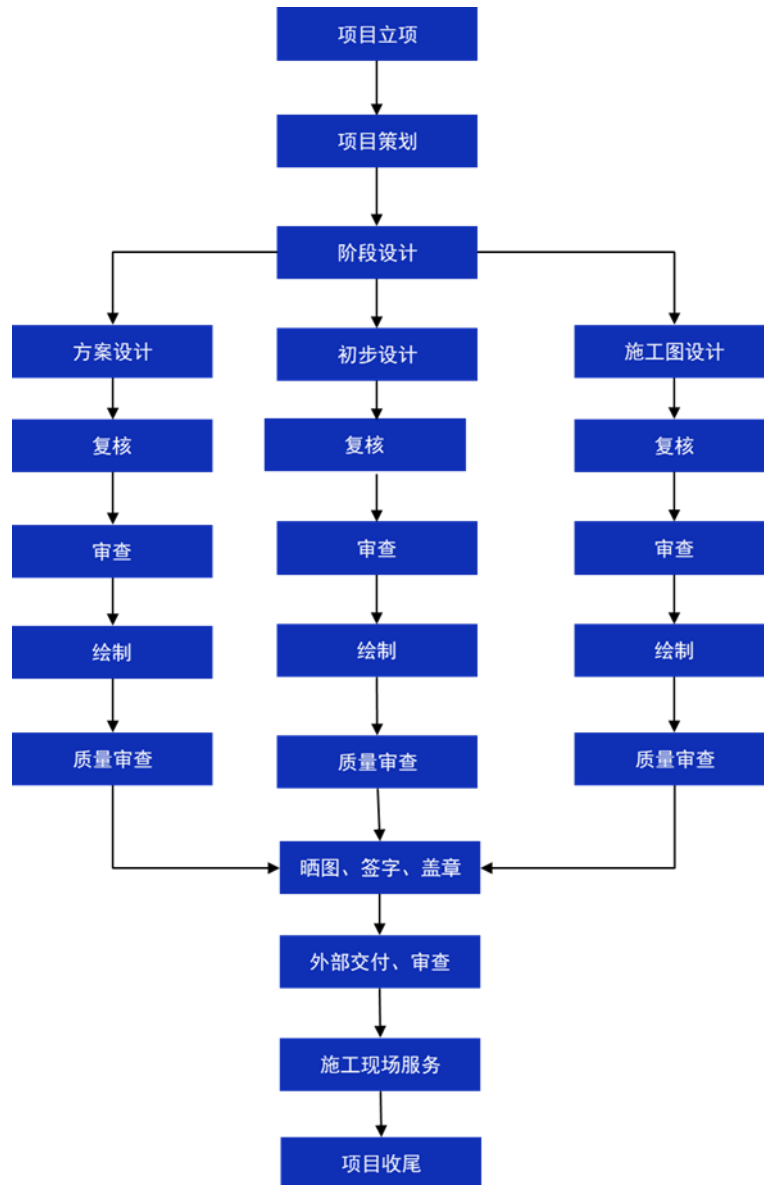 项目立项
项目策划
阶段设计
方案设计
初步设计
施工图设计
复核
复核
复核
审查
审查
审查
绘制
绘制
绘制
质量审查
质量审查
质量审查
晒图、签字、盖章
外部交付、审查
施工现场服务
项目收尾